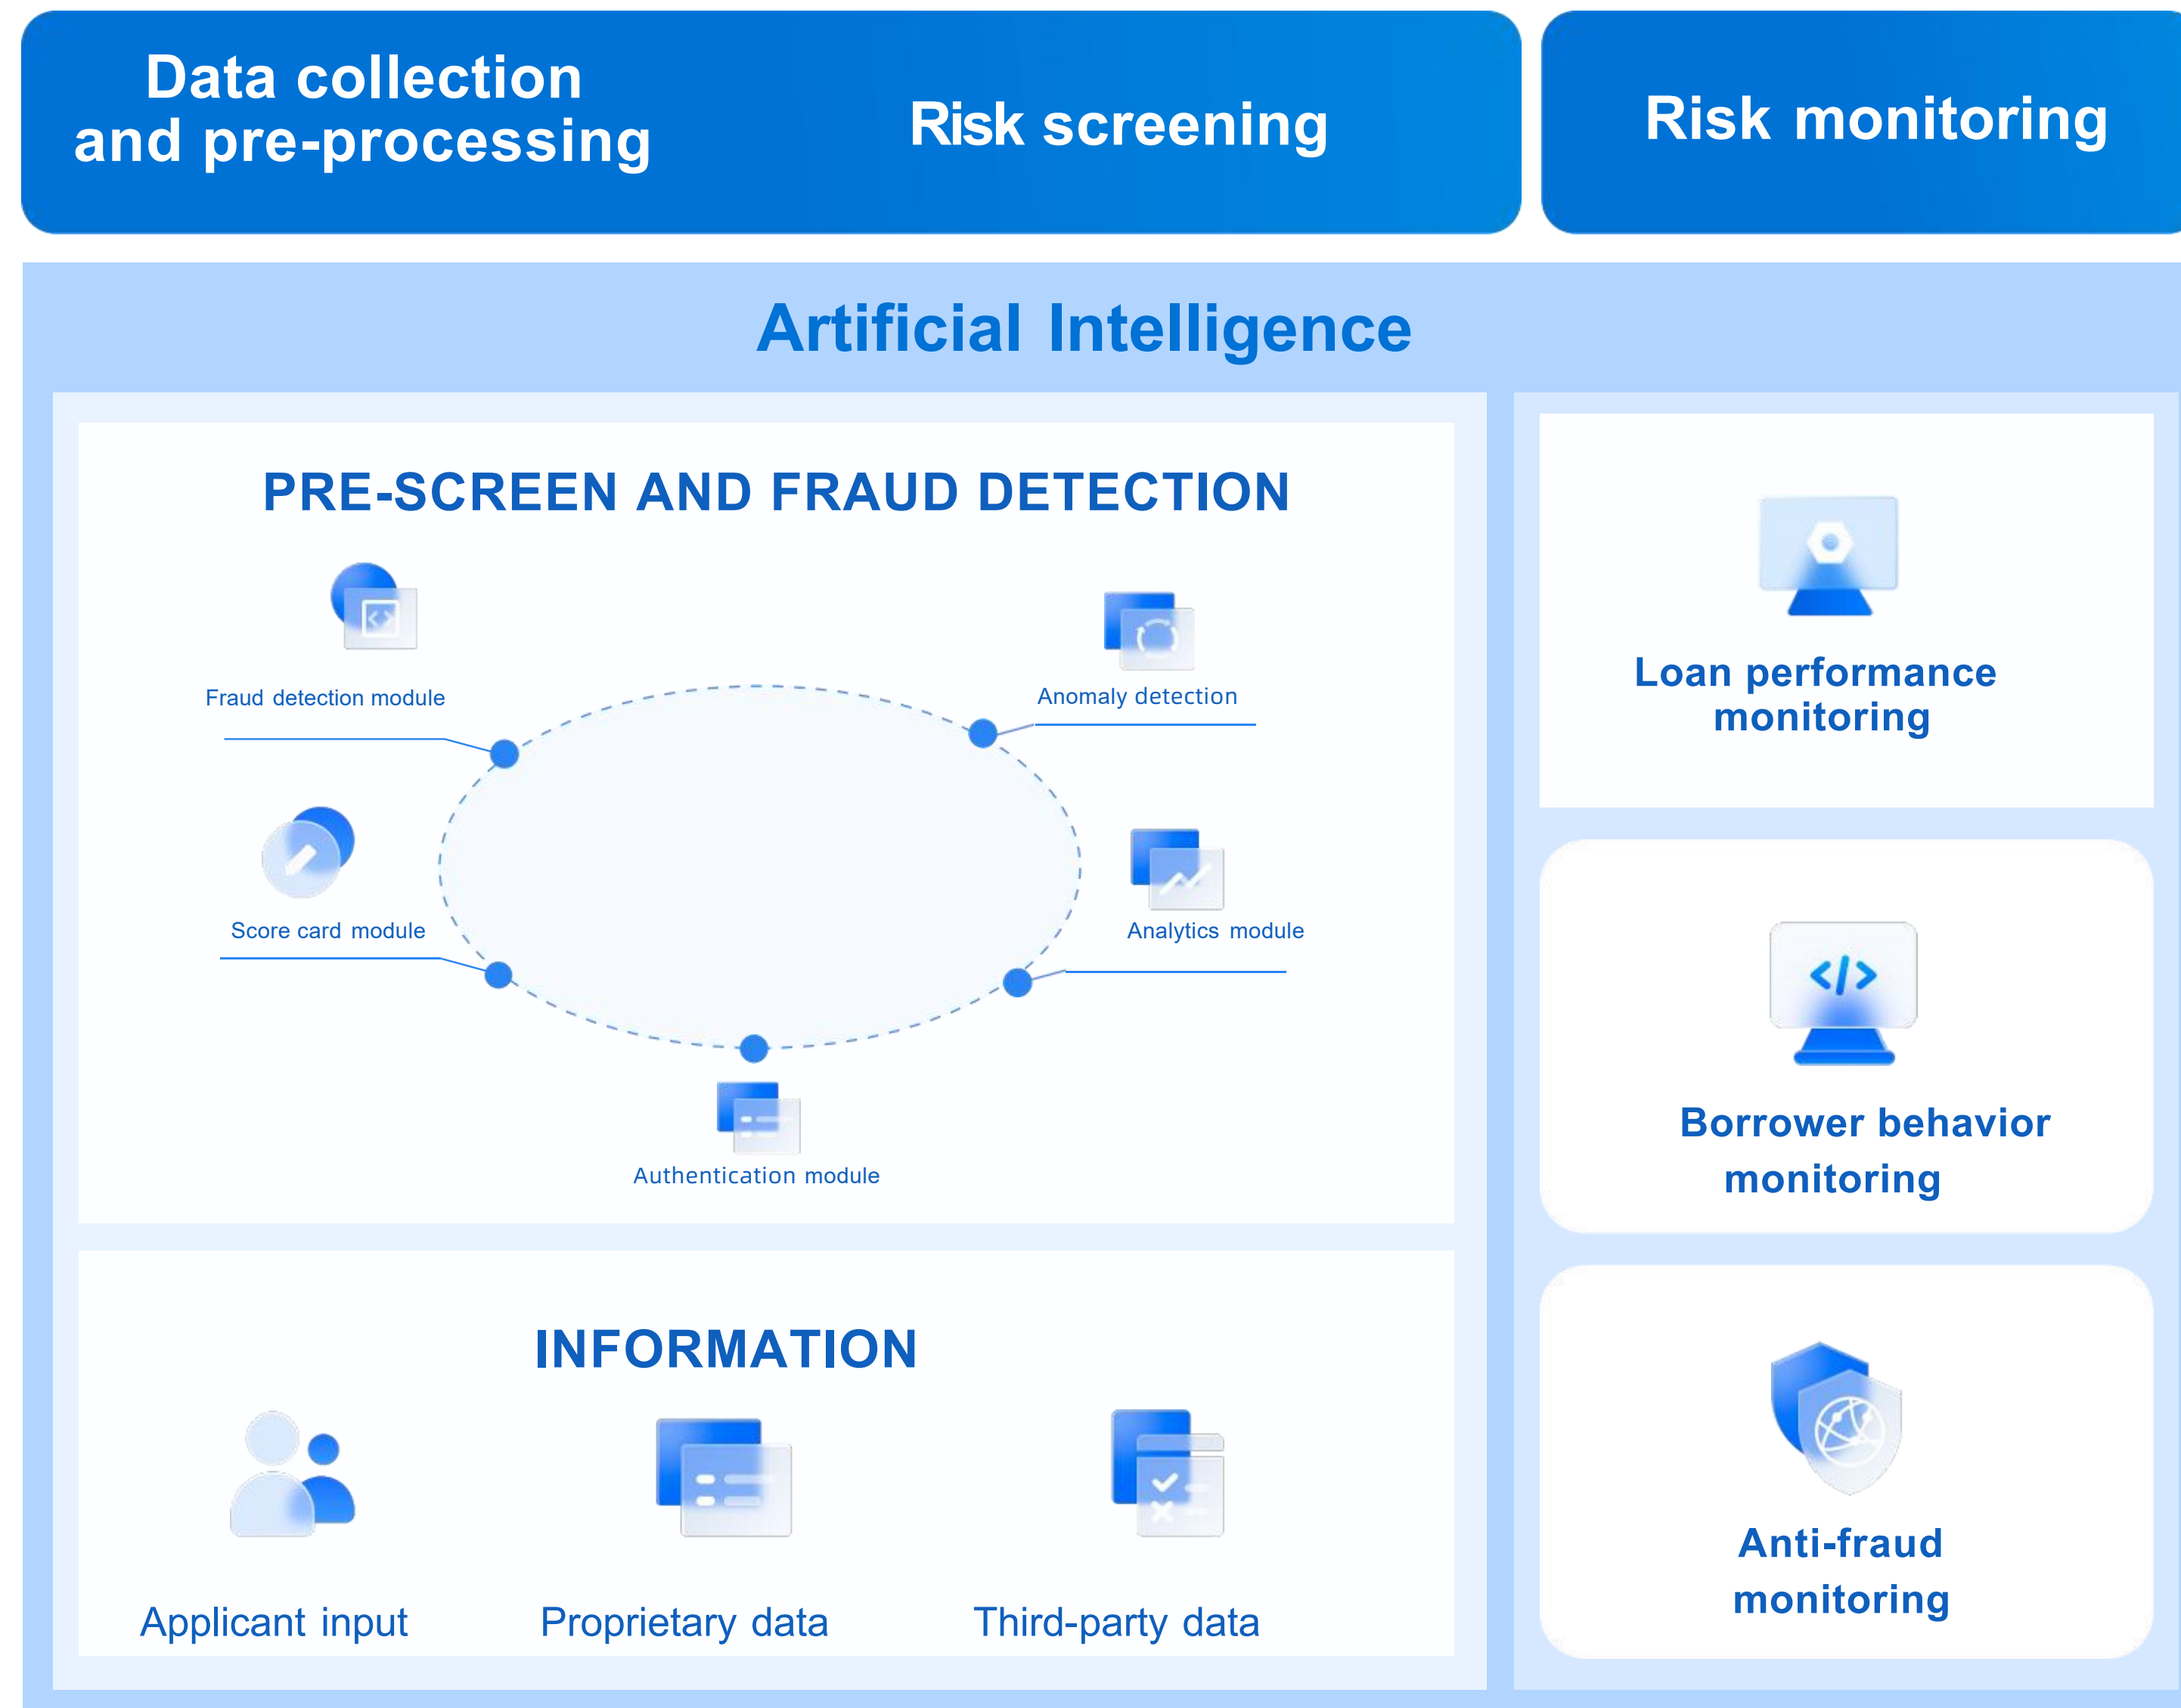 Data collection
and pre-processing
Risk screening
Risk monitoring
Artificial Intelligence
PRE-SCREEN AND FRAUD DETECTION
Fraud detection module
Anomaly detection
Score card module
Analytics module
Authentication module
INFORMATION
Applicant input
Proprietary data
Third-party data
Loan performance
monitoring
Borrower behavior
monitoring
Anti-fraud
monitoring